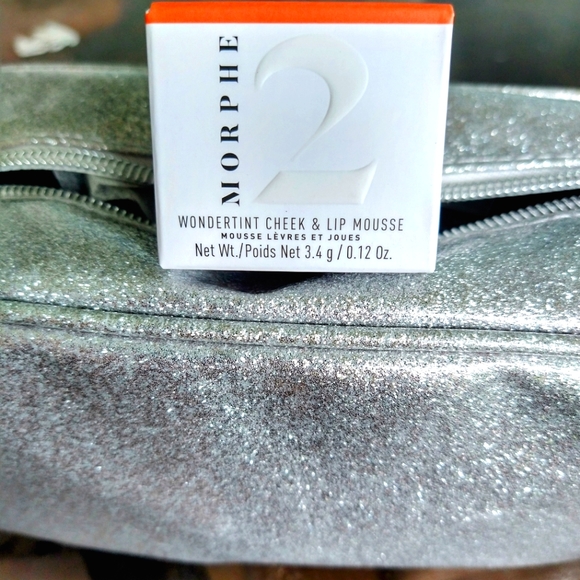 MORPHE 2
WONDERTINT CHEEK & LIP MOUSSE
MOUSSE LÈVRES ET JOUES
Net Wt./Poids Net 3.4 g / 0.12 Oz.